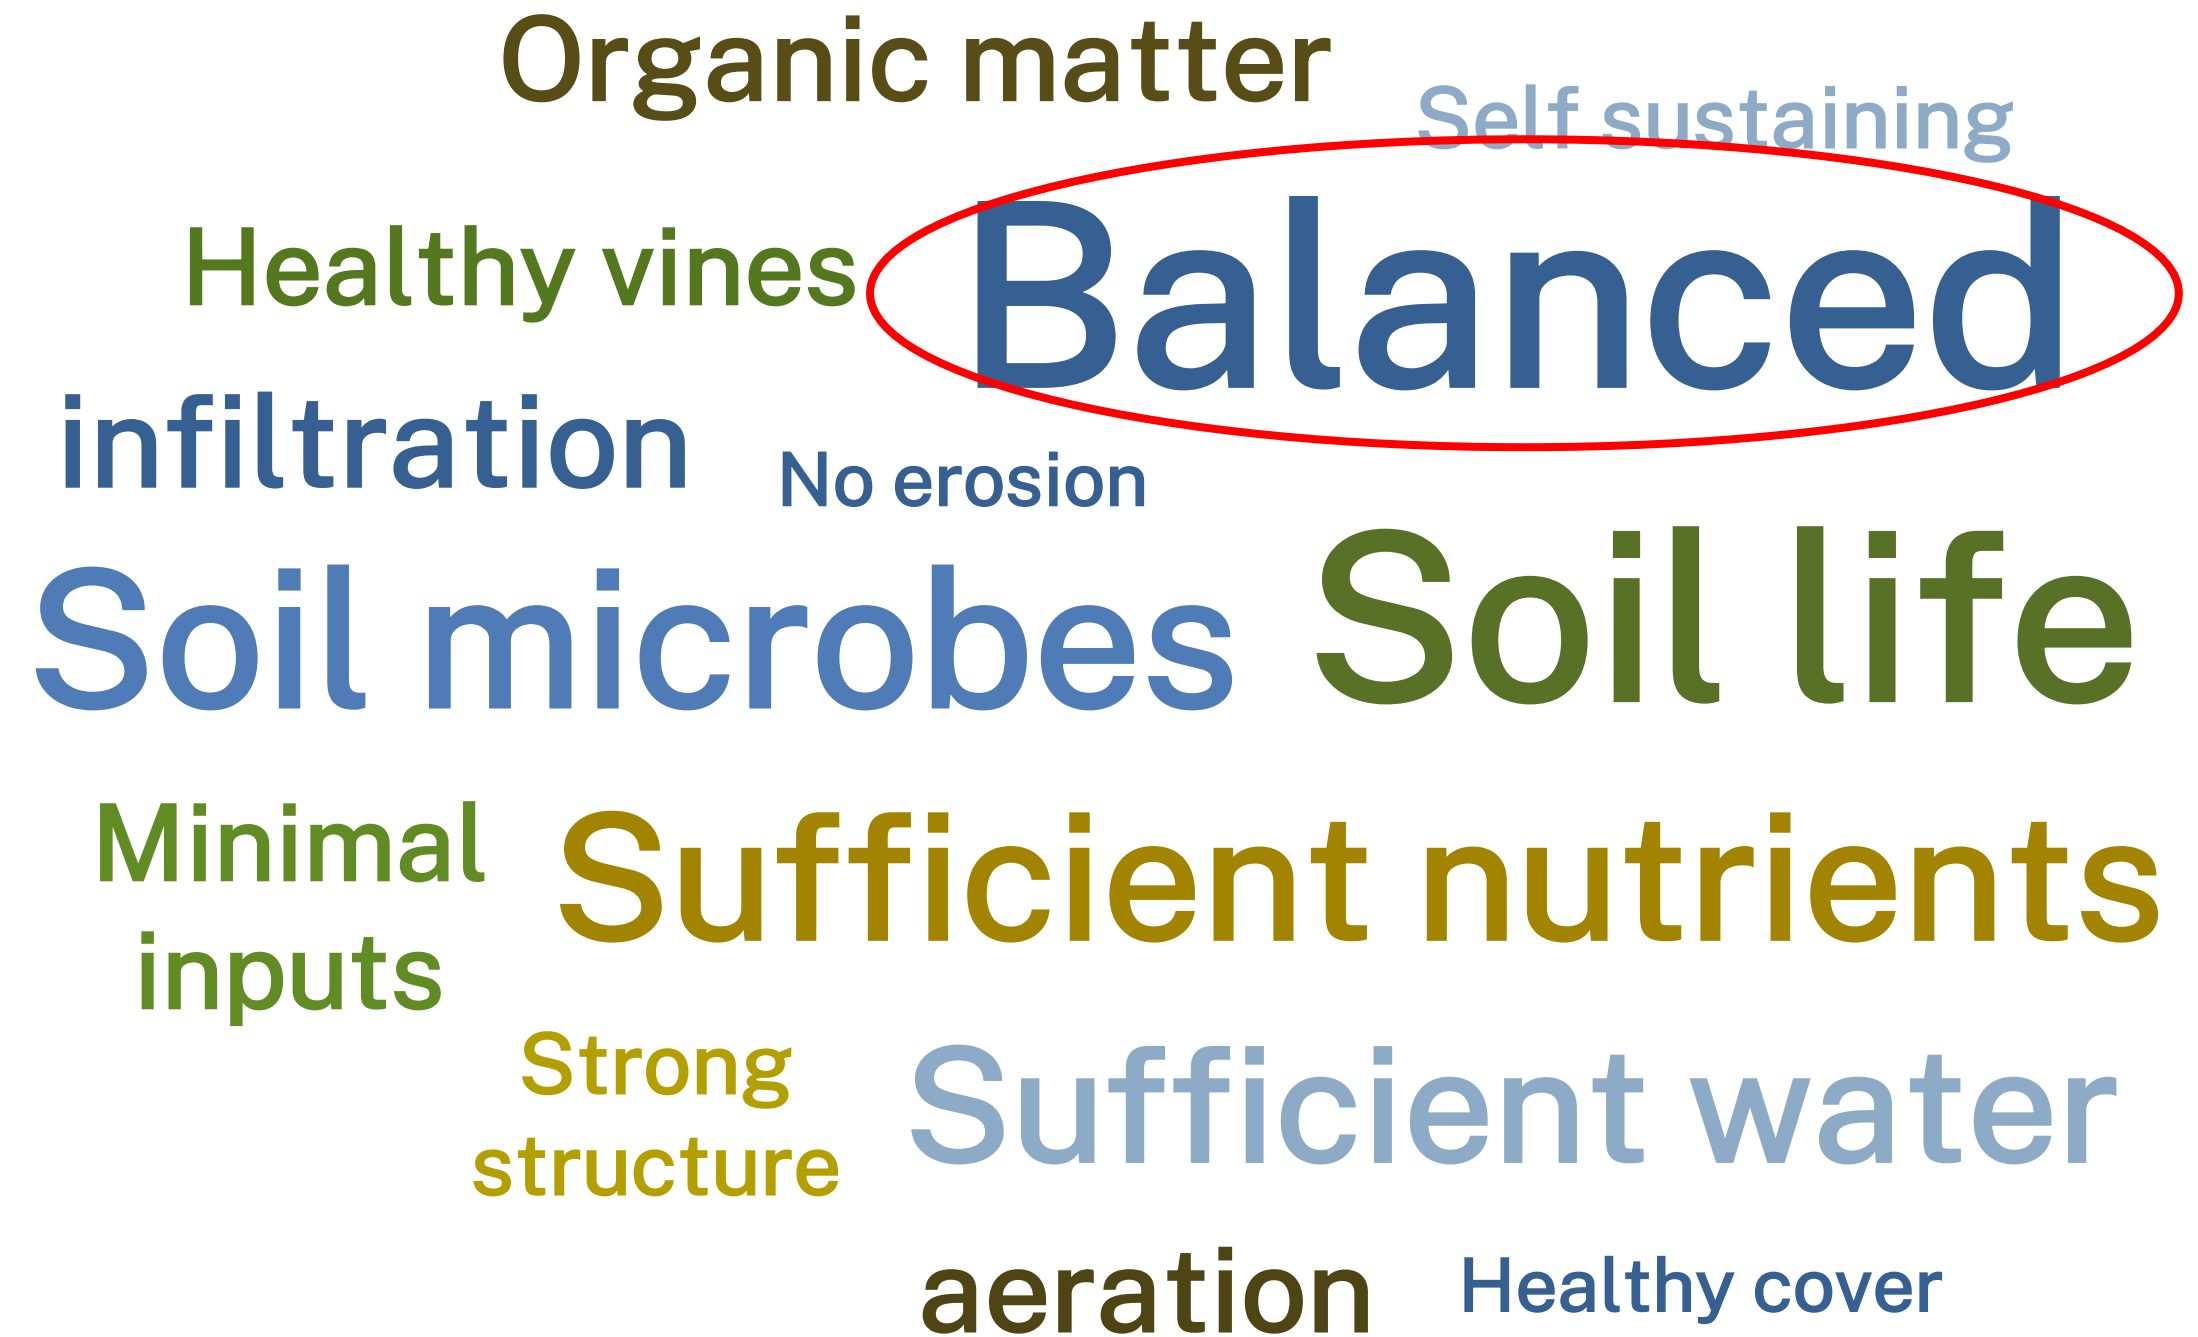 Organic matter
Self sustaining
Healthy vines
Balanced
infiltration
No erosion
Soil microbes
Soil life
Minimal
inputs
Sufficient nutrients
Strong
structure
Sufficient water
aeration
Healthy cover